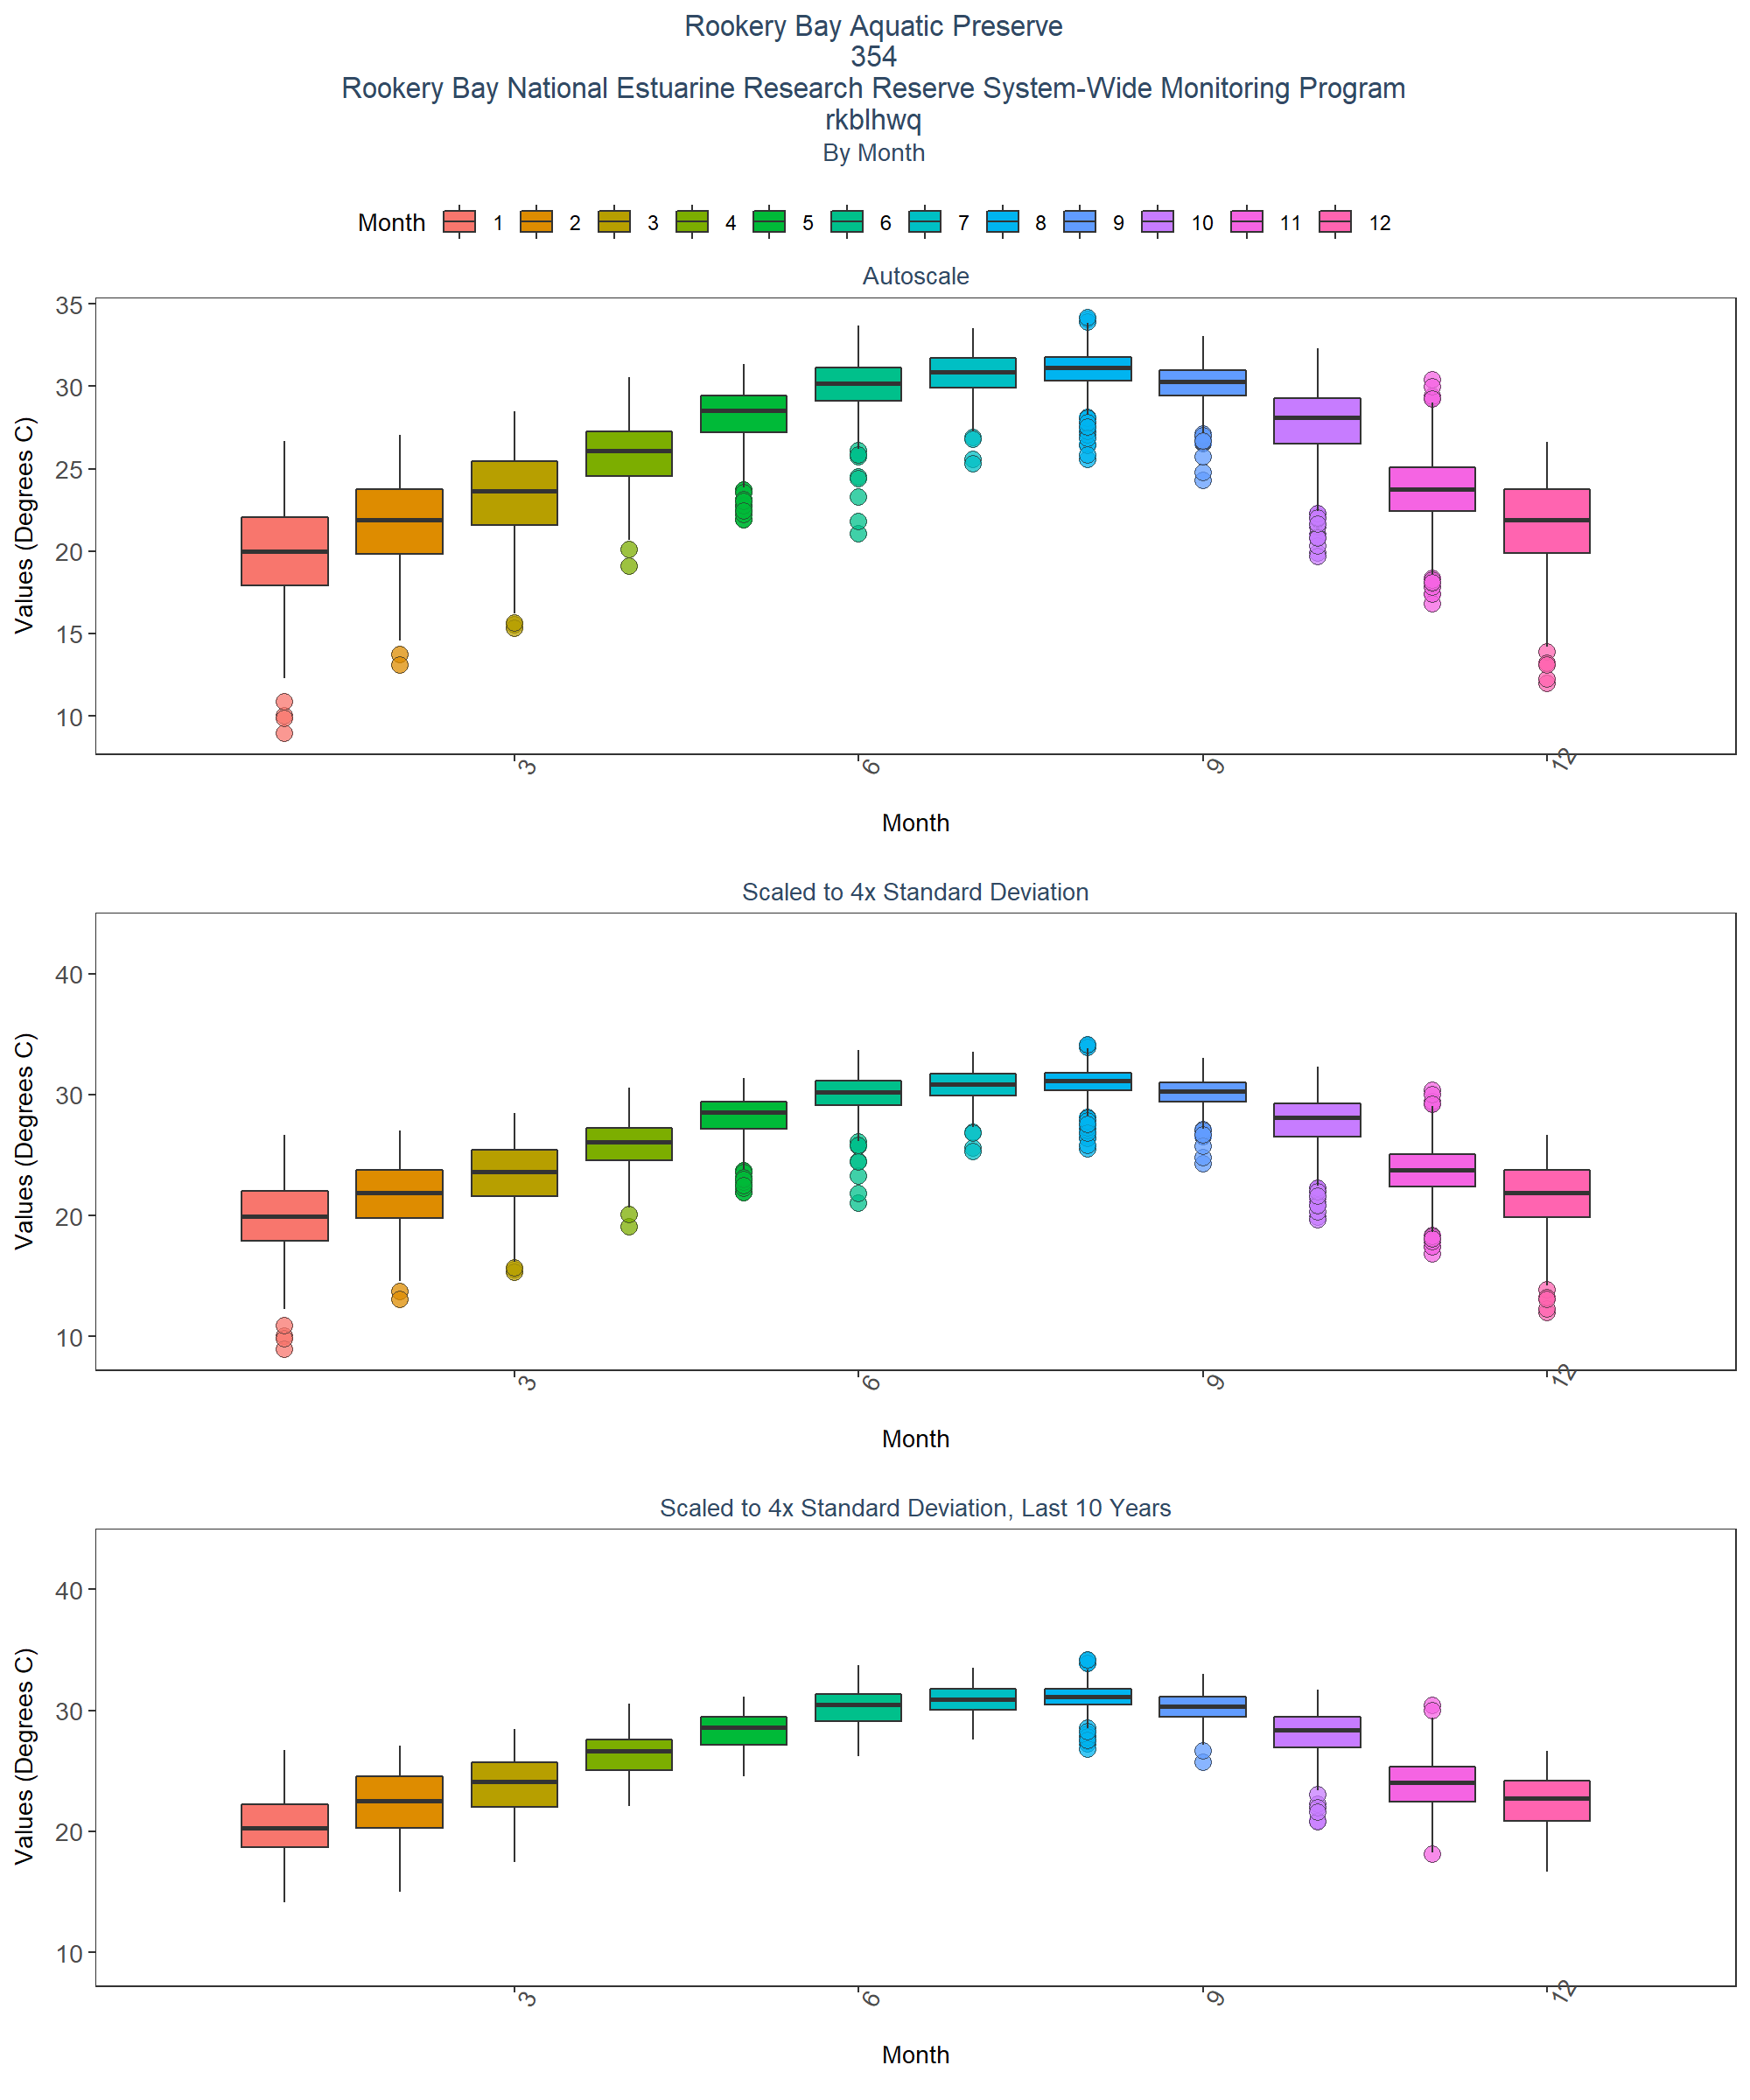 Rookery Bay Aquatic Preserve
354
Rookery Bay National Estuarine Research Reserve System-Wide Monitoring Program
rkblhwq
By Month
Month 1 2 3 4 5 6 7 8 9 10 11 12
Autoscale
Values (Degrees C)
35
30
25
20
15
10
3 6 9 12
Month
Scaled to 4x Standard Deviation
Values (Degrees C)
40
30
20
10
3 6 9 12
Month
Scaled to 4x Standard Deviation, Last 10 Years
Values (Degrees C)
40
30
20
10
3 6 9 12
Month